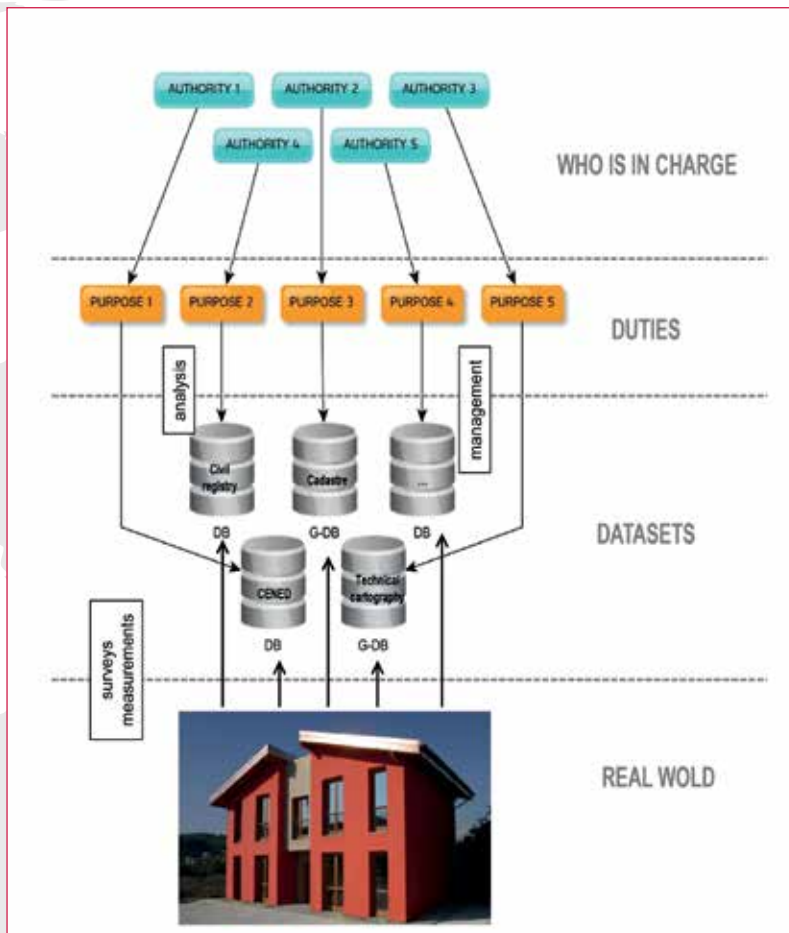 AUTHORITY 1
AUTHORITY 2
AUTHORITY 3
AUTHORITY 4
AUTHORITY 5
WHO IS IN CHARGE
PURPOSE 1
PURPOSE 2
PURPOSE 3
PURPOSE 4
PURPOSE 5
DUTIES
analysis
management
Civil
registry
Cadastre
...
DB
G-DB
DB
DATASETS
CENED
Technical
cartography
DB
G-DB
surveys
measurements
REAL WOLD